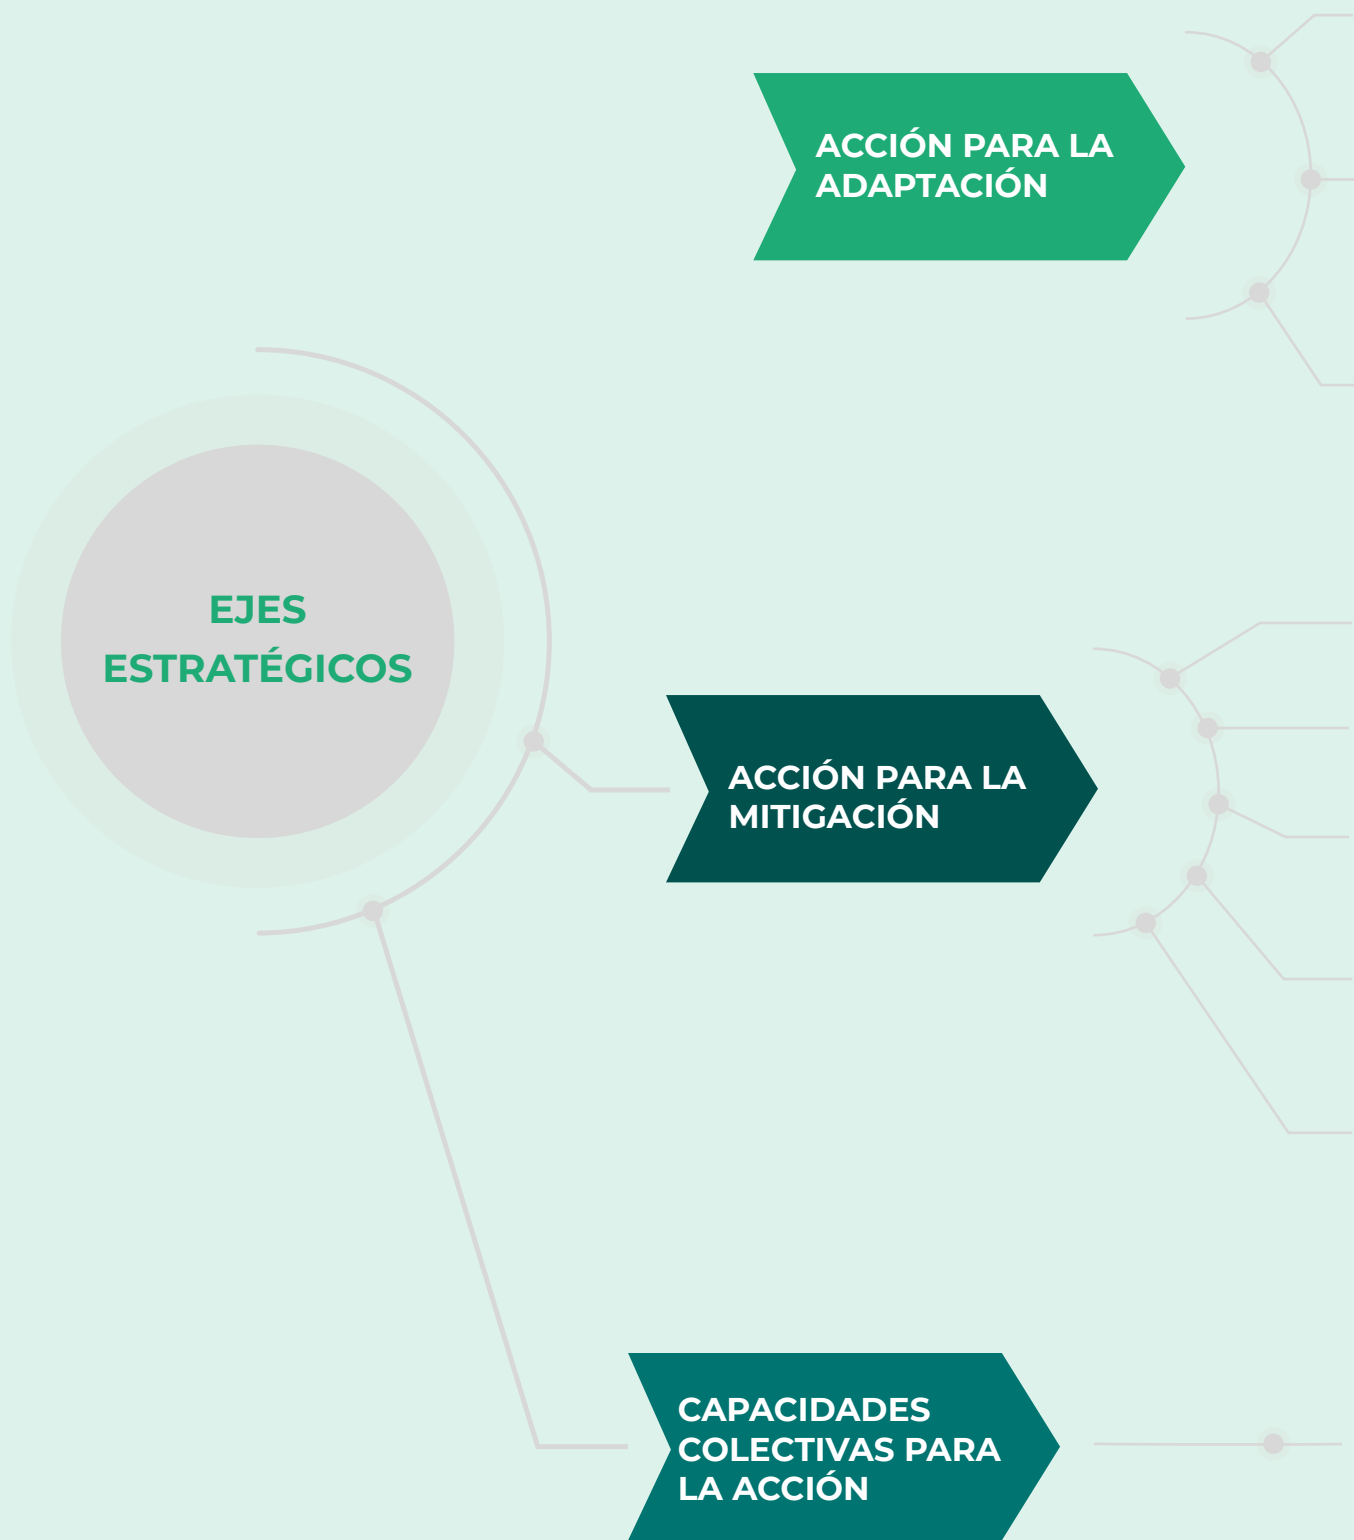 ACCIÓN PARA LA
ADAPTACIÓN
EJES
ESTRATÉGICOS
ACCIÓN PARA LA
MITIGACIÓN
CAPACIDADES
COLECTIVAS PARA
LA ACCIÓN